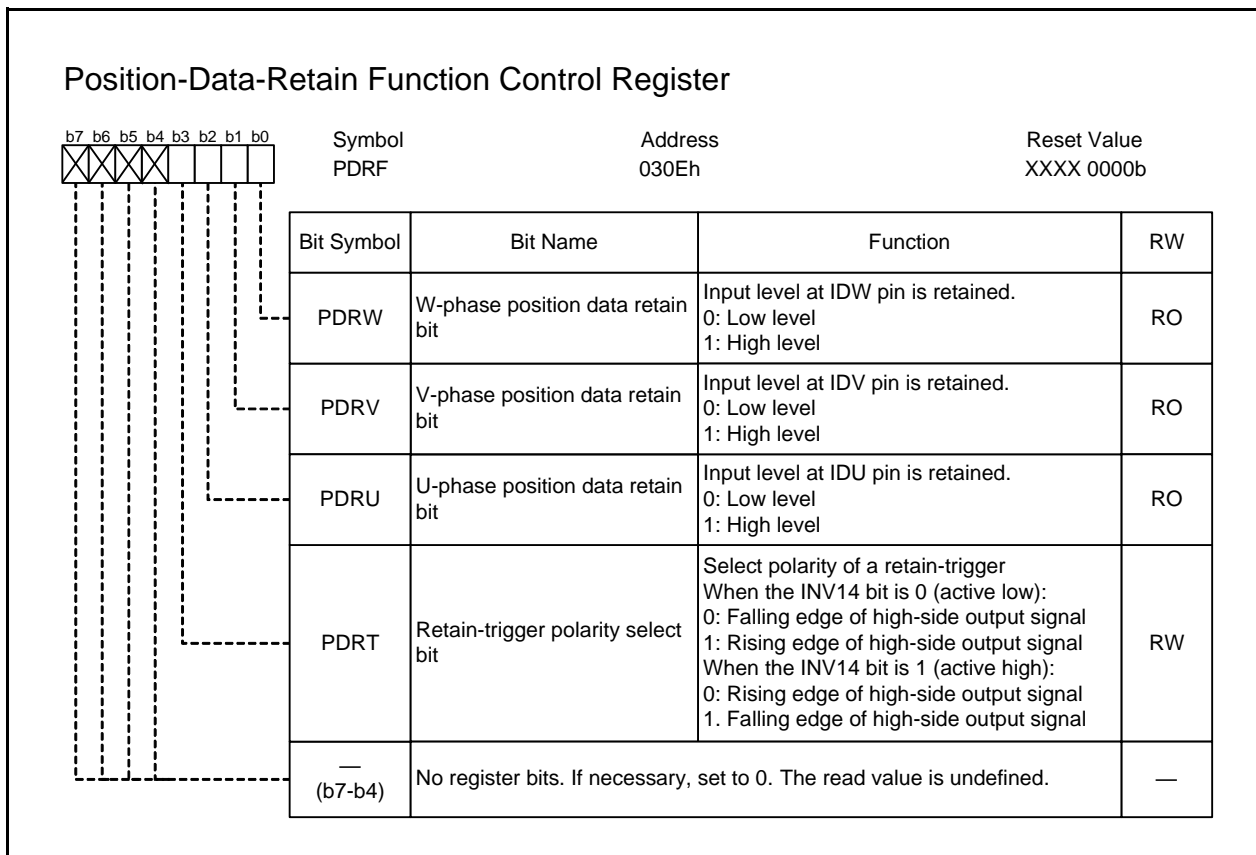 Position-Data-Retain Function Control Register
b7 b6 b5 b4 b3 b2 b1 b0
Symbol Address Reset Value
PDRF 030Eh XXXX 0000b
Bit Symbol Bit Name Function RW
PDRW
W-phase position data retain
bit
Input level at IDW pin is retained.
0: Low level
1: High level
RO
PDRV
V-phase position data retain
bit
Input level at IDV pin is retained.
0: Low level
1: High level
RO
PDRU
U-phase position data retain
bit
Input level at IDU pin is retained.
0: Low level
1: High level
RO
PDRT
Retain-trigger polarity select
bit
Select polarity of a retain-trigger
When the INV14 bit is 0 (active low):
0: Falling edge of high-side output signal
1: Rising edge of high-side output signal
When the INV14 bit is 1 (active high):
0: Rising edge of high-side output signal
1. Falling edge of high-side output signal
RW
—
(b7-b4)
No register bits. If necessary, set to 0. The read value is undefined.
—